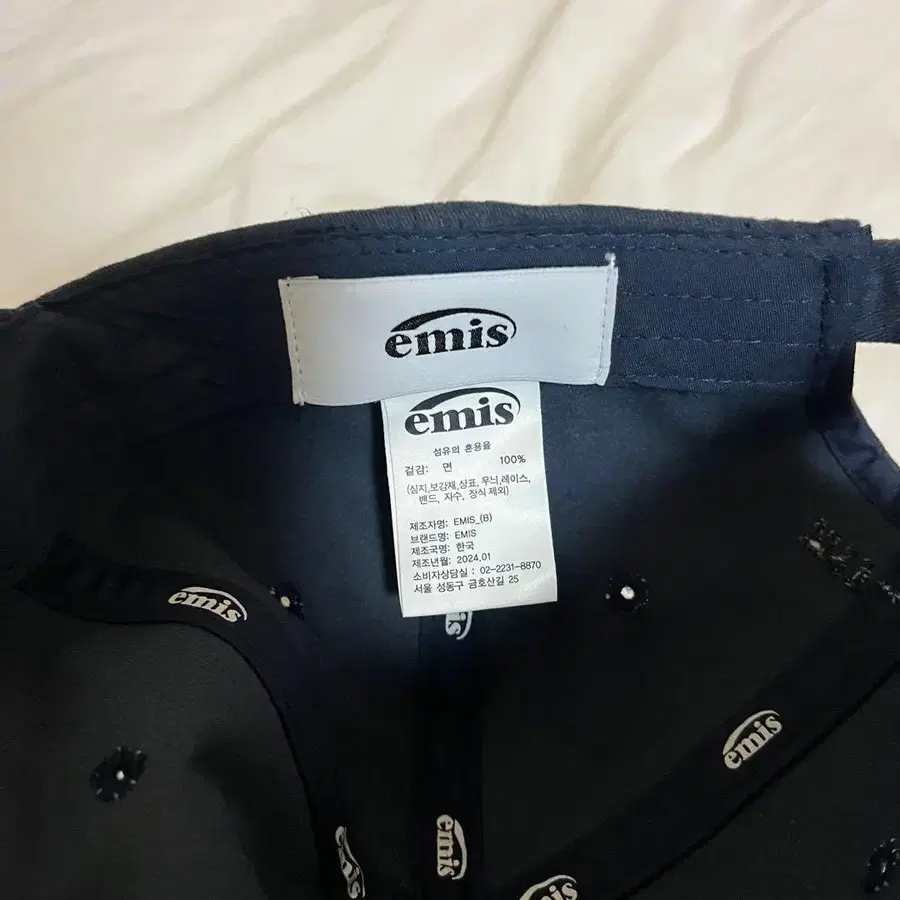 emis
emis
섬유의 혼용율
겉감: 면 100%
(심지,보강재,상표, 무늬,레이스,
밴드, 자수, 장식 제외)
제조자명: EMIS_(B)
브랜드명: EMIS
제조국명: 한국
제조년월: 2024.01
소비자상담실 : 02-2231-8870
서울 성동구 금호산길 25
emis
emis
emis
emis
emis
emis